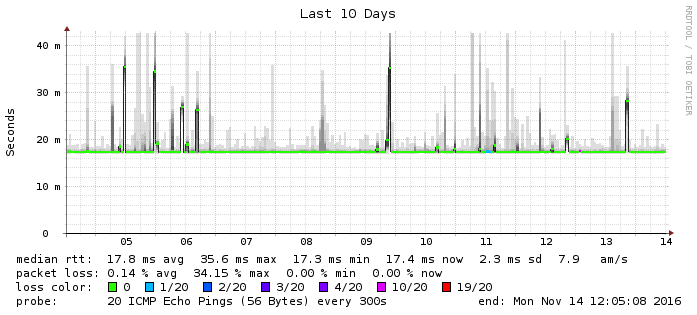 Last 10 Days
RRDTOOL / TOBI OETIKER
Seconds
40 m
30 m
20 m
10 m
0
05 06 07 08 09 10 11 12 13 14
median rtt: 17.8 ms avg 35.6 ms max 17.3 ms min 17.4 ms now 2.3 ms sd 7.9 am/s
packet loss: 0.14 % avg 34.15 % max 0.00 % min 0.00 % now
loss color: 0 1/20 2/20 3/20 4/20 10/20 19/20
probe: 20 ICMP Echo Pings (56 Bytes) every 300s end: Mon Nov 14 12:05:08 2016